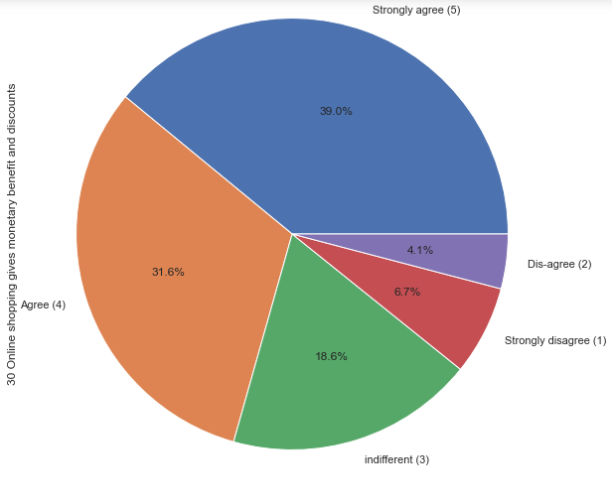 Strongly agree (5)
39.0%
30 Online shopping gives monetary benefit and discounts
4.1%
Dis-agree (2)
31.6%
6.7%
Agree (4)
Strongly disagree (1)
18.6%
indifferent (3)